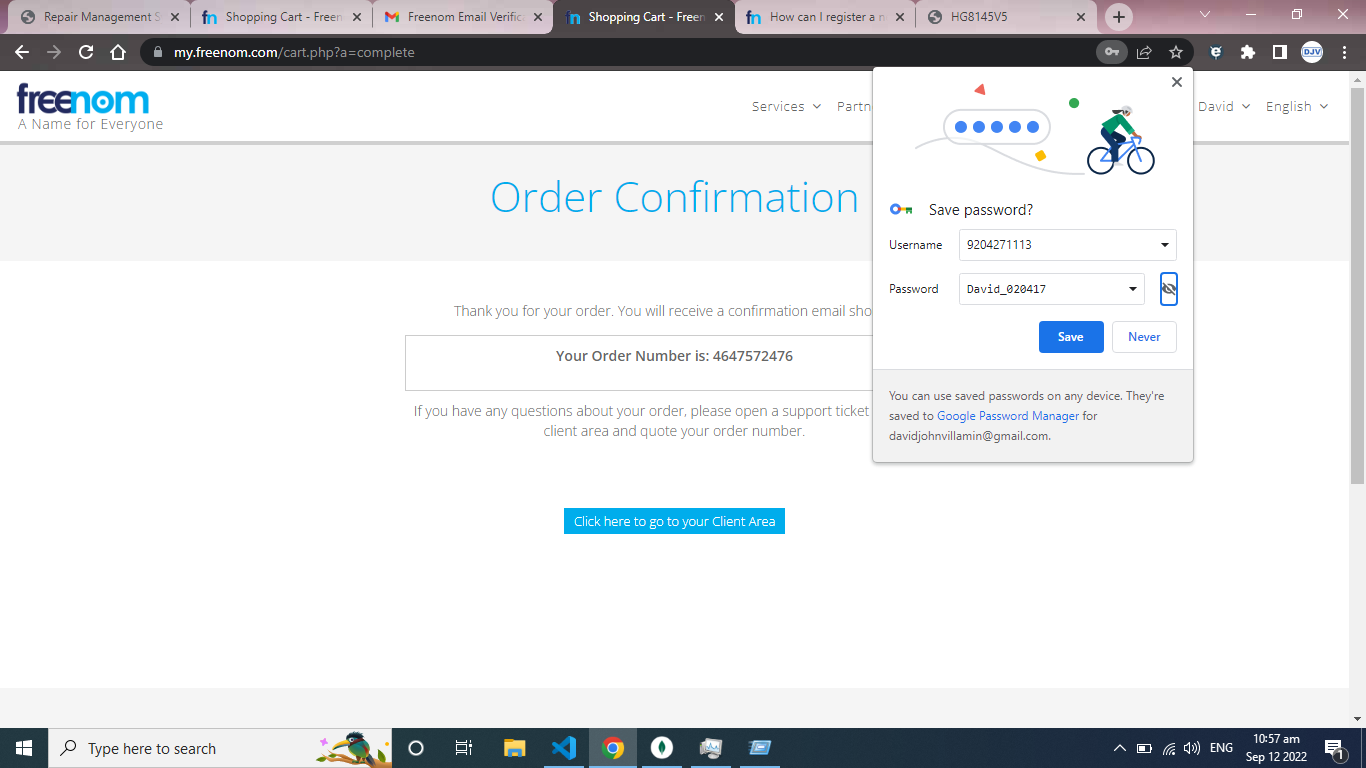 Repair Management S
Shopping Cart - Freen
Freenom Email Verifica
Shopping Cart - Freen
How can I register a n
HG8145V5
my.freenom.com/cart.php?a=complete
DJV
freenom
A Name for Everyone
Services
Partn
David
English
Order Confirmation
Thank you for your order. You will receive a confirmation email sho
Your Order Number is: 4647572476
If you have any questions about your order, please open a support ticket
client area and quote your order number.
Click here to go to your Client Area
Save password?
Username 9204271113
Password David_020417
Save Never
You can use saved passwords on any device. They're
saved to Google Password Manager for
davidjohnvillamin@gmail.com.
Type here to search
ENG
10:57 am
Sep 12 2022
1